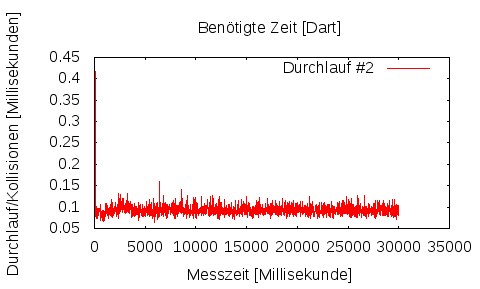 Benötigte Zeit [Dart]
Durchlauf/Kollisionen [Millisekunden]
Durchlauf #2
0.45
0.4
0.35
0.3
0.25
0.2
0.15
0.1
0.05
0 5000 10000 15000 20000 25000 30000 35000
Messzeit [Millisekunde]